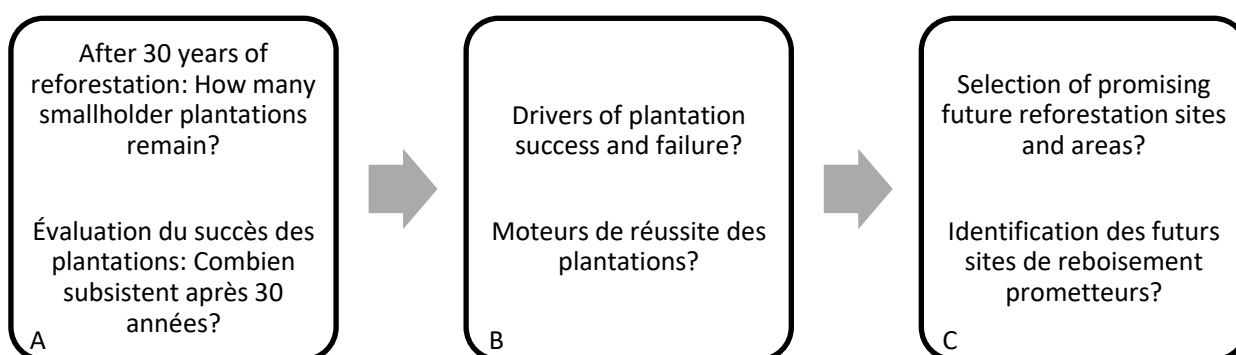 After 30 years of
reforestation: How many
smallholder plantations
remain?
Évaluation du succès des
plantations: Combien
subsistent après 30
années?
A
Drivers of plantation
success and failure?
Moteurs de réussite des
plantations?
B
Selection of promising
future reforestation sites
and areas?
Identification des futurs
sites de reboisement
prometteurs?
C